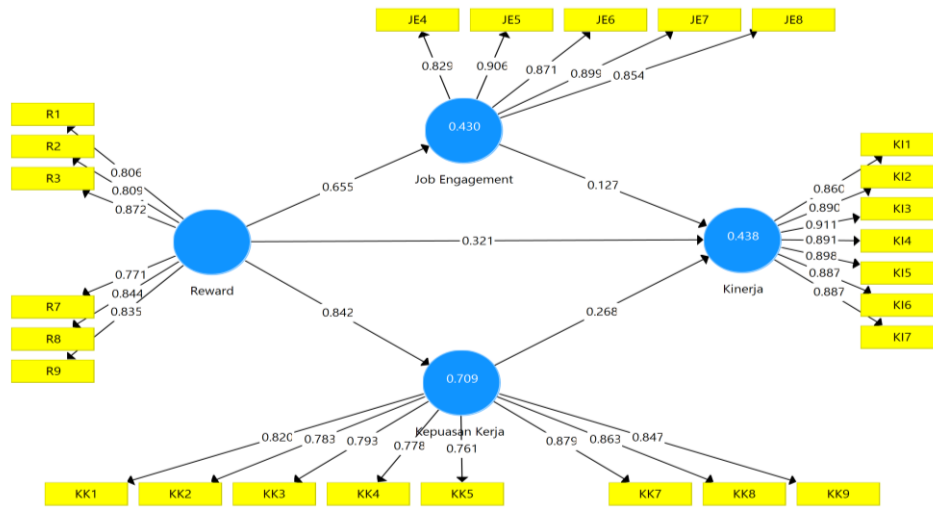 JE4 JE5 JE6 JE7 JE8
0.829 0.906 0.871 0.899 0.854
0.430
Job Engagement
R1
R2
R3
0.806
0.809
0.872
Reward
0.771
0.844
0.835
R7
R8
R9
0.655
0.127
0.321
0.842
0.268
KI1
KI2
KI3
KI4
KI5
KI6
KI7
0.860
0.890
0.911
0.891
0.898
0.887
0.887
0.438
Kinerja
0.709
Kepuasan Kerja
0.820 0.783 0.793 0.778 0.761 0.879 0.863 0.847
KK1 KK2 KK3 KK4 KK5 KK7 KK8 KK9